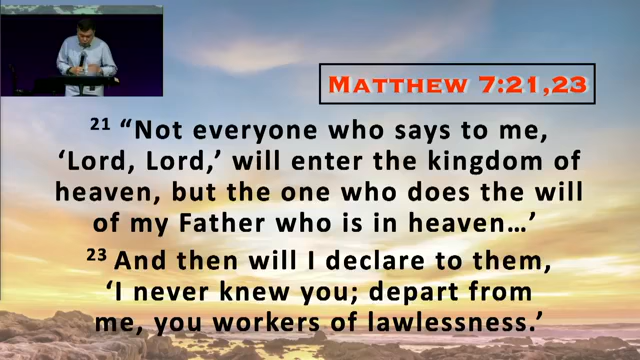 MATTHEW 7:21,23
21 “Not everyone who says to me,
‘Lord, Lord,’ will enter the kingdom of
heaven, but the one who does the will
of my Father who is in heaven…’
23 And then will I declare to them,
‘I never knew you; depart from
me, you workers of lawlessness.’